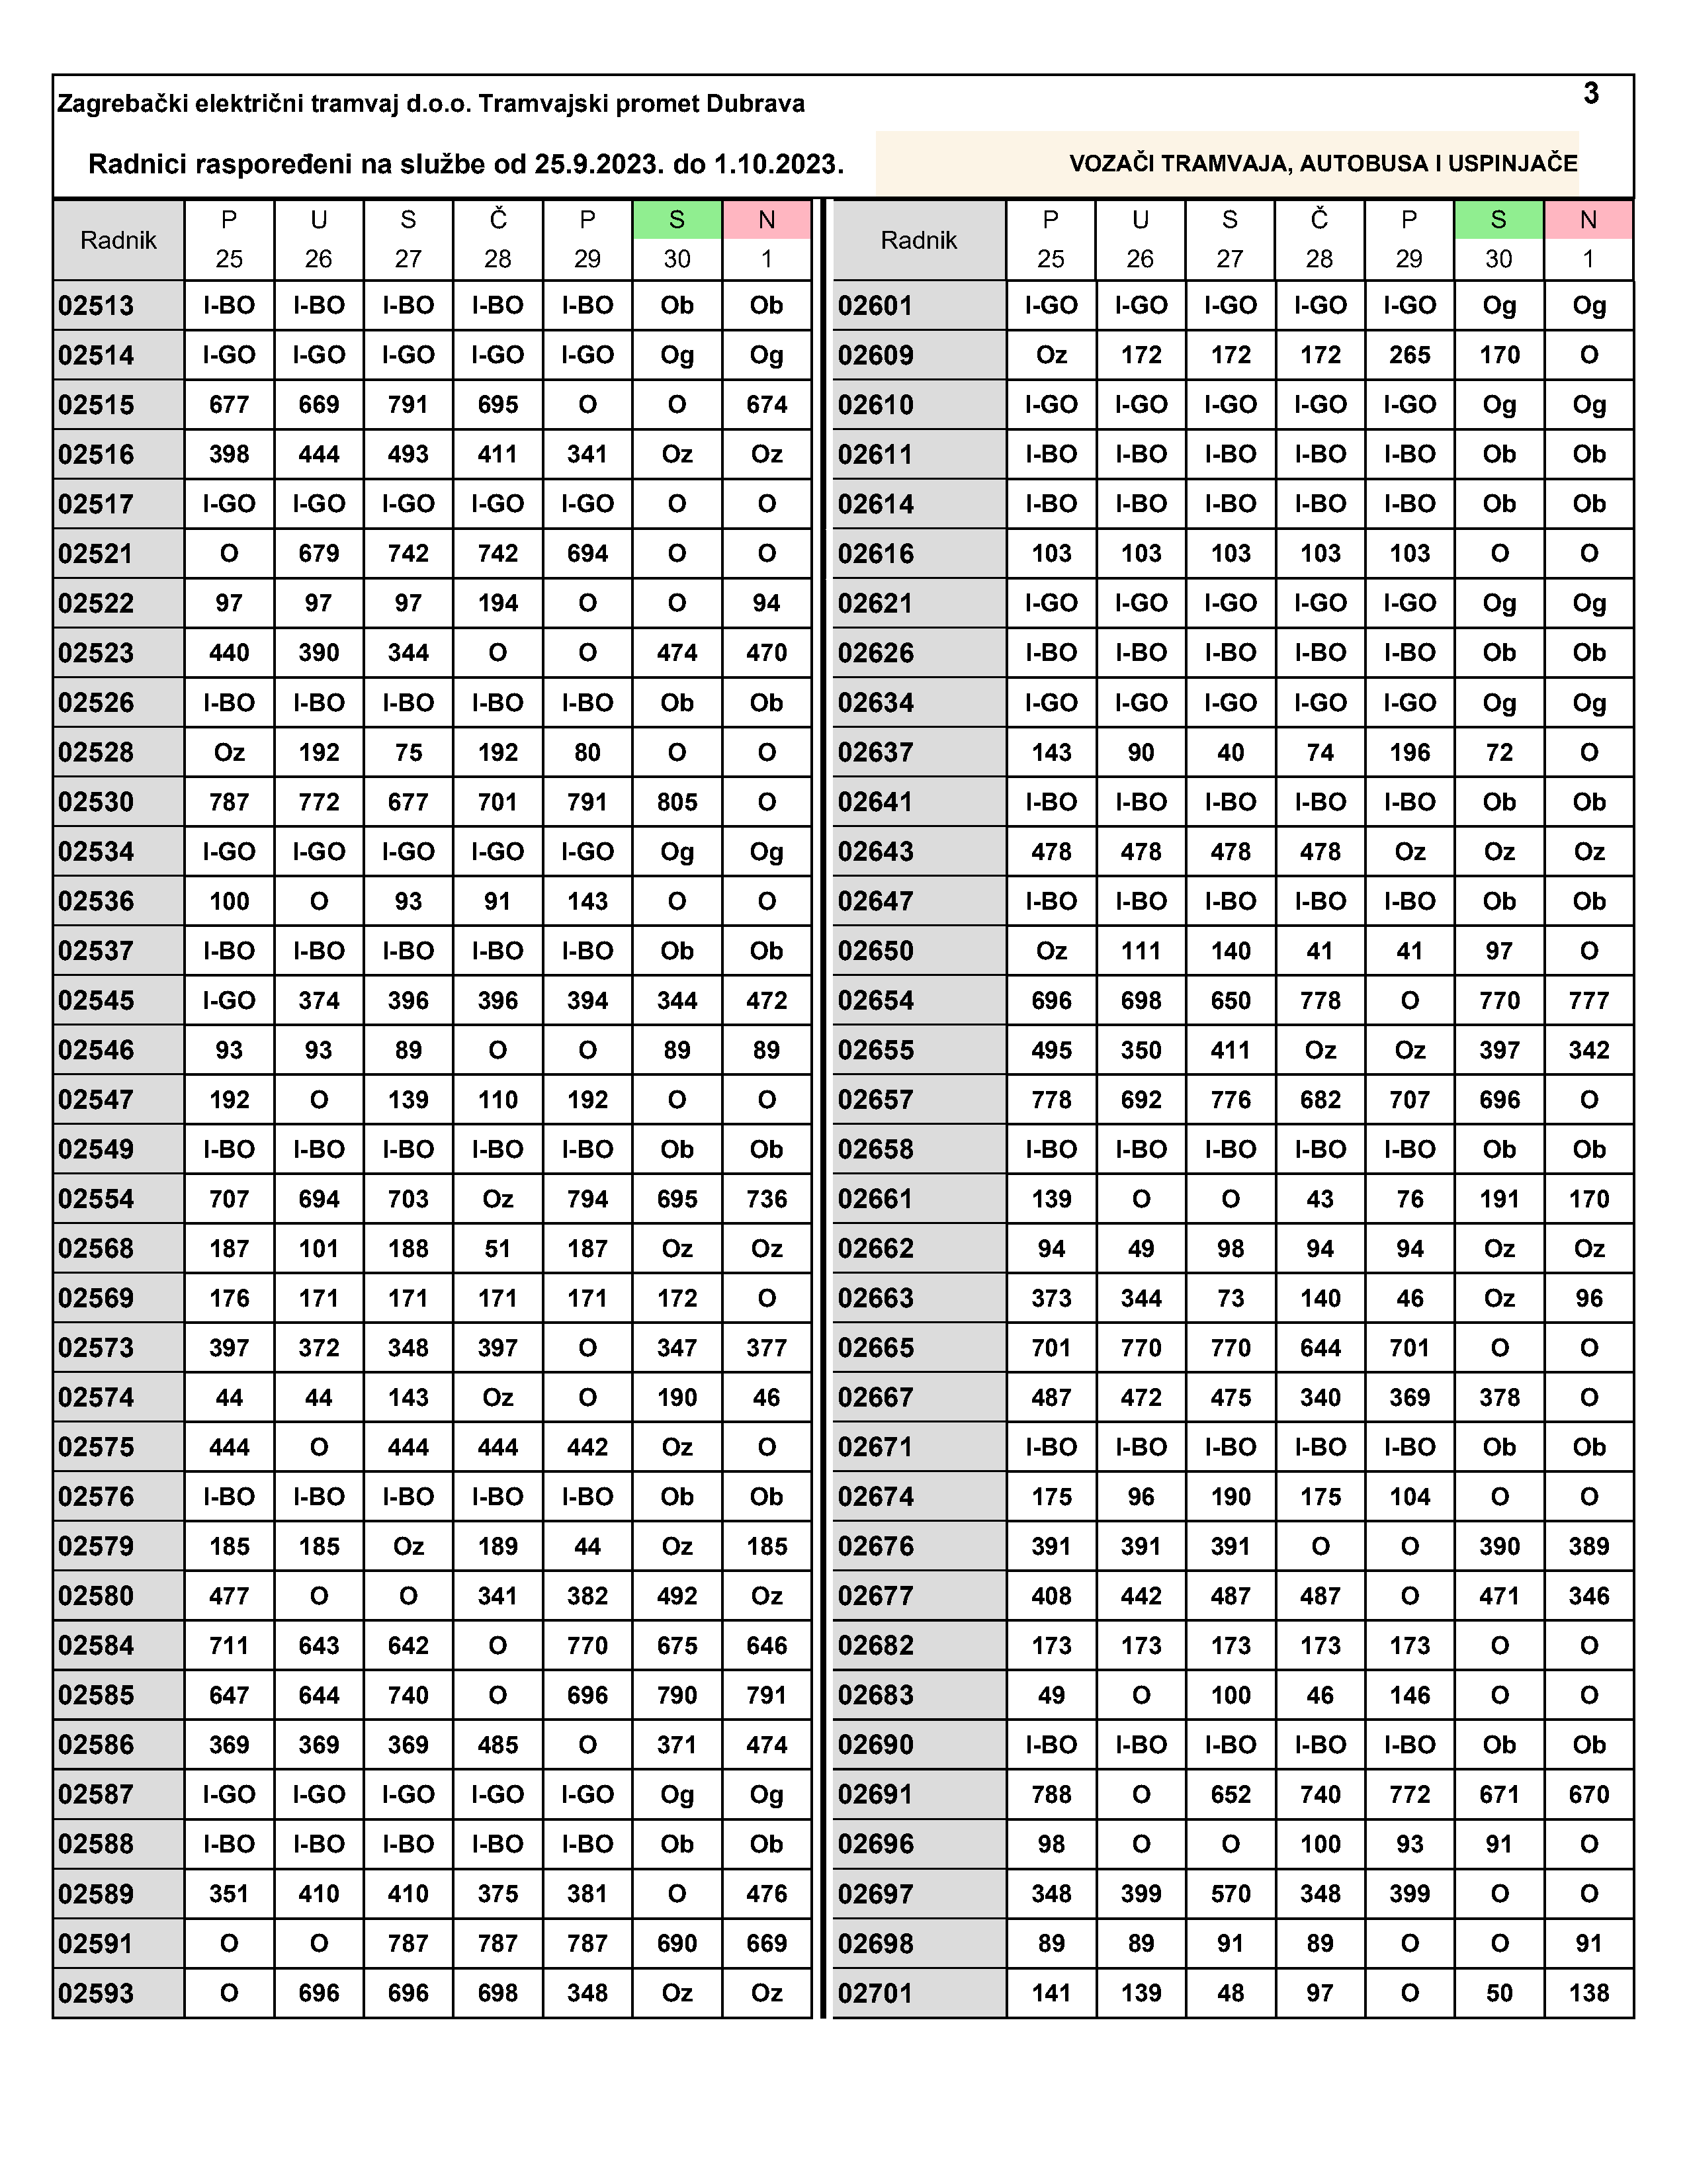 3
Zagrebački električni tramvaj d.o.o. Tramvajski promet Dubrava
Radnici raspoređeni na službe od 25.9.2023. do 1.10.2023. VOZAČI TRAMVAJA, AUTOBUSA I USPINJAČE
Radnik P U S Č P S N Radnik P U S Č P S N
25 26 27 28 29 30 1 25 26 27 28 29 30 1
02513 I-BO I-BO I-BO I-BO I-BO Ob Ob 02601 I-GO I-GO I-GO I-GO I-GO Og Og
02514 I-GO I-GO I-GO I-GO I-GO Og Og 02609 Oz 172 172 172 265 170 O
02515 677 669 791 695 O O 674 02610 I-GO I-GO I-GO I-GO I-GO Og Og
02516 398 444 493 411 341 Oz Oz 02611 I-BO I-BO I-BO I-BO I-BO Ob Ob
02517 I-GO I-GO I-GO I-GO I-GO O O 02614 I-BO I-BO I-BO I-BO I-BO Ob Ob
02521 O 679 742 742 694 O O 02616 103 103 103 103 103 O O
02522 97 97 97 194 O O 94 02621 I-GO I-GO I-GO I-GO I-GO Og Og
02523 440 390 344 O O 474 470 02626 I-BO I-BO I-BO I-BO I-BO Ob Ob
02526 I-BO I-BO I-BO I-BO I-BO Ob Ob 02634 I-GO I-GO I-GO I-GO I-GO Og Og
02528 Oz 192 75 192 80 O O 02637 143 90 40 74 196 72 O
02530 787 772 677 701 791 805 O 02641 I-BO I-BO I-BO I-BO I-BO Ob Ob
02534 I-GO I-GO I-GO I-GO I-GO Og Og 02643 478 478 478 478 Oz Oz Oz
02536 100 O 93 91 143 O O 02647 I-BO I-BO I-BO I-BO I-BO Ob Ob
02537 I-BO I-BO I-BO I-BO I-BO Ob Ob 02650 Oz 111 140 41 41 97 O
02545 I-GO 374 396 396 394 344 472 02654 696 698 650 778 O 770 777
02546 93 93 89 O O 89 89 02655 495 350 411 Oz Oz 397 342
02547 192 O 139 110 192 O O 02657 778 692 776 682 707 696 O
02549 I-BO I-BO I-BO I-BO I-BO Ob Ob 02658 I-BO I-BO I-BO I-BO I-BO Ob Ob
02554 707 694 703 Oz 794 695 736 02661 139 O O 43 76 191 170
02568 187 101 188 51 187 Oz Oz 02662 94 49 98 94 94 Oz Oz
02569 176 171 171 171 171 172 O 02663 373 344 73 140 46 Oz 96
02573 397 372 348 397 O 347 377 02665 701 770 770 644 701 O O
02574 44 44 143 Oz O 190 46 02667 487 472 475 340 369 378 O
02575 444 O 444 444 442 Oz O 02671 I-BO I-BO I-BO I-BO I-BO Ob Ob
02576 I-BO I-BO I-BO I-BO I-BO Ob Ob 02674 175 96 190 175 104 O O
02579 185 185 Oz 189 44 Oz 185 02676 391 391 391 O O 390 389
02580 477 O O 341 382 492 Oz 02677 408 442 487 487 O 471 346
02584 711 643 642 O 770 675 646 02682 173 173 173 173 173 O O
02585 647 644 740 O 696 790 791 02683 49 O 100 46 146 O O
02586 369 369 369 485 O 371 474 02690 I-BO I-BO I-BO I-BO I-BO Ob Ob
02587 I-GO I-GO I-GO I-GO I-GO Og Og 02691 788 O 652 740 772 671 670
02588 I-BO I-BO I-BO I-BO I-BO Ob Ob 02696 98 O O 100 93 91 O
02589 351 410 410 375 381 O 476 02697 348 399 570 348 399 O O
02591 O O 787 787 787 690 669 02698 89 89 91 89 O O 91
02593 O 696 696 698 348 Oz Oz 02701 141 139 48 97 O 50 138